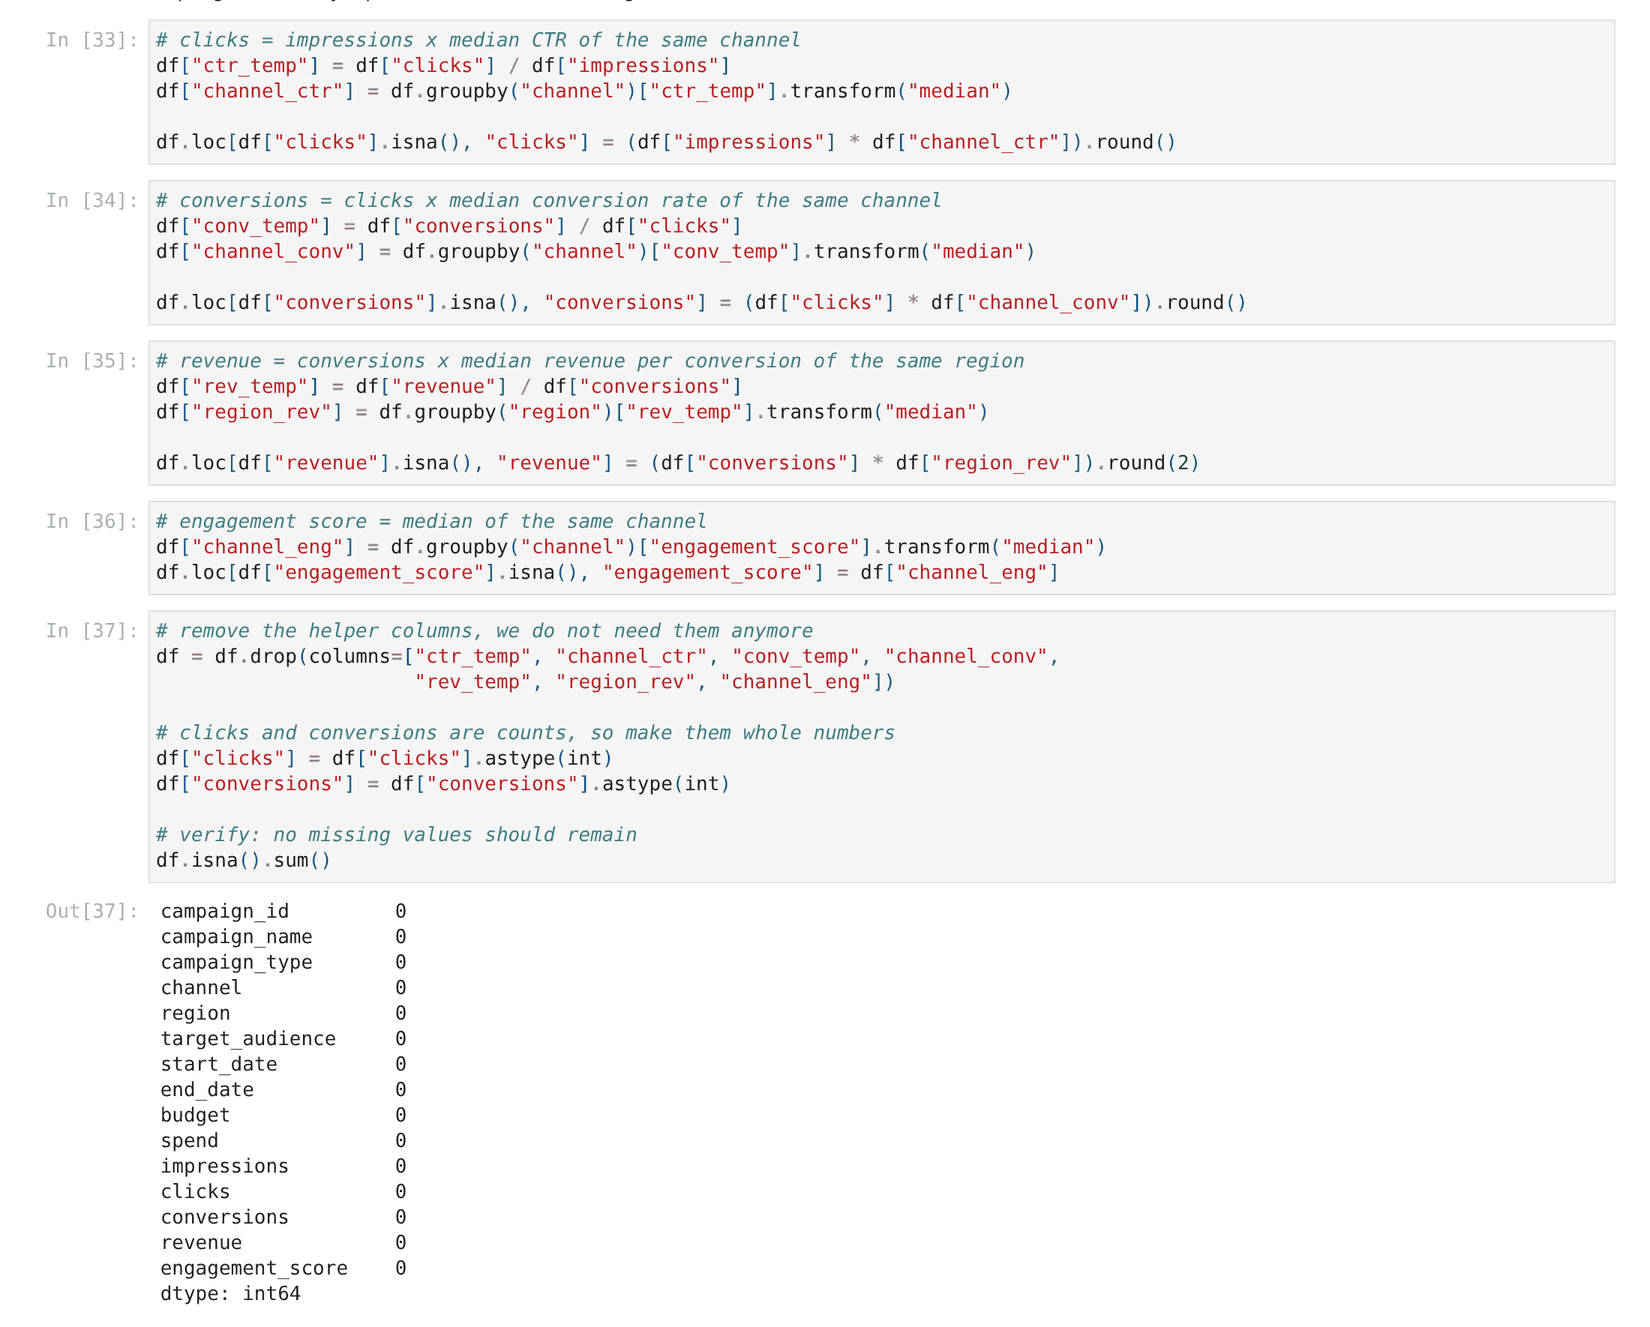 In [33]: # clicks = impressions x median CTR of the same channel
df["ctr_temp"] = df["clicks"] / df["impressions"]
df["channel_ctr"] = df.groupby("channel")["ctr_temp"].transform("median")
df.loc[df["clicks"].isna(), "clicks"] = (df["impressions"] * df["channel_ctr"]).round()
In [34]: # conversions = clicks x median conversion rate of the same channel
df["conv_temp"] = df["conversions"] / df["clicks"]
df["channel_conv"] = df.groupby("channel")["conv_temp"].transform("median")
df.loc[df["conversions"].isna(), "conversions"] = (df["clicks"] * df["channel_conv"]).round()
In [35]: # revenue = conversions x median revenue per conversion of the same region
df["rev_temp"] = df["revenue"] / df["conversions"]
df["region_rev"] = df.groupby("region")["rev_temp"].transform("median")
df.loc[df["revenue"].isna(), "revenue"] = (df["conversions"] * df["region_rev"]).round(2)
In [36]: # engagement score = median of the same channel
df["channel_eng"] = df.groupby("channel")["engagement_score"].transform("median")
df.loc[df["engagement_score"].isna(), "engagement_score"] = df["channel_eng"]
In [37]: # remove the helper columns, we do not need them anymore
df = df.drop(columns=["ctr_temp", "channel_ctr", "conv_temp", "channel_conv",
"rev_temp", "region_rev", "channel_eng"])
# clicks and conversions are counts, so make them whole numbers
df["clicks"] = df["clicks"].astype(int)
df["conversions"] = df["conversions"].astype(int)
# verify: no missing values should remain
df.isna().sum()
Out[37]: campaign_id 0
campaign_name 0
campaign_type 0
channel 0
region 0
target_audience 0
start_date 0
end_date 0
budget 0
spend 0
impressions 0
clicks 0
conversions 0
revenue 0
engagement_score 0
dtype: int64